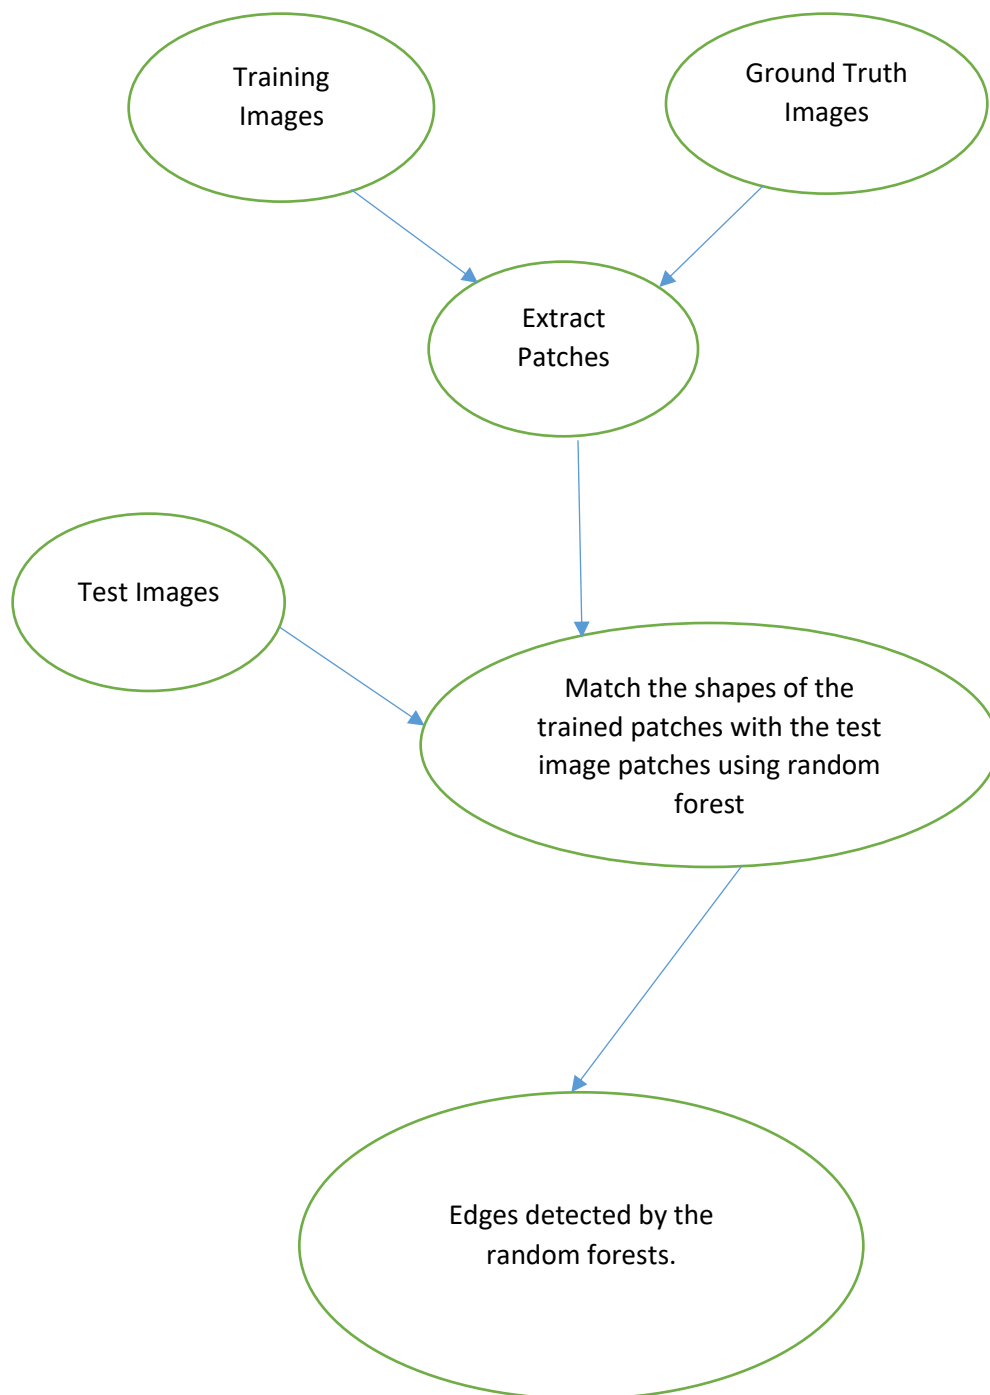 Training
Images
Ground Truth
Images
Extract
Patches
Test Images
Match the shapes of the
trained patches with the test
image patches using random
forest
Edges detected by the
random forests.